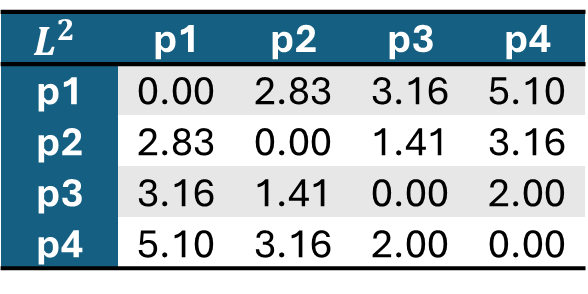 L² p1 p2 p3 p4
p1 0.00 2.83 3.16 5.10
p2 2.83 0.00 1.41 3.16
p3 3.16 1.41 0.00 2.00
p4 5.10 3.16 2.00 0.00